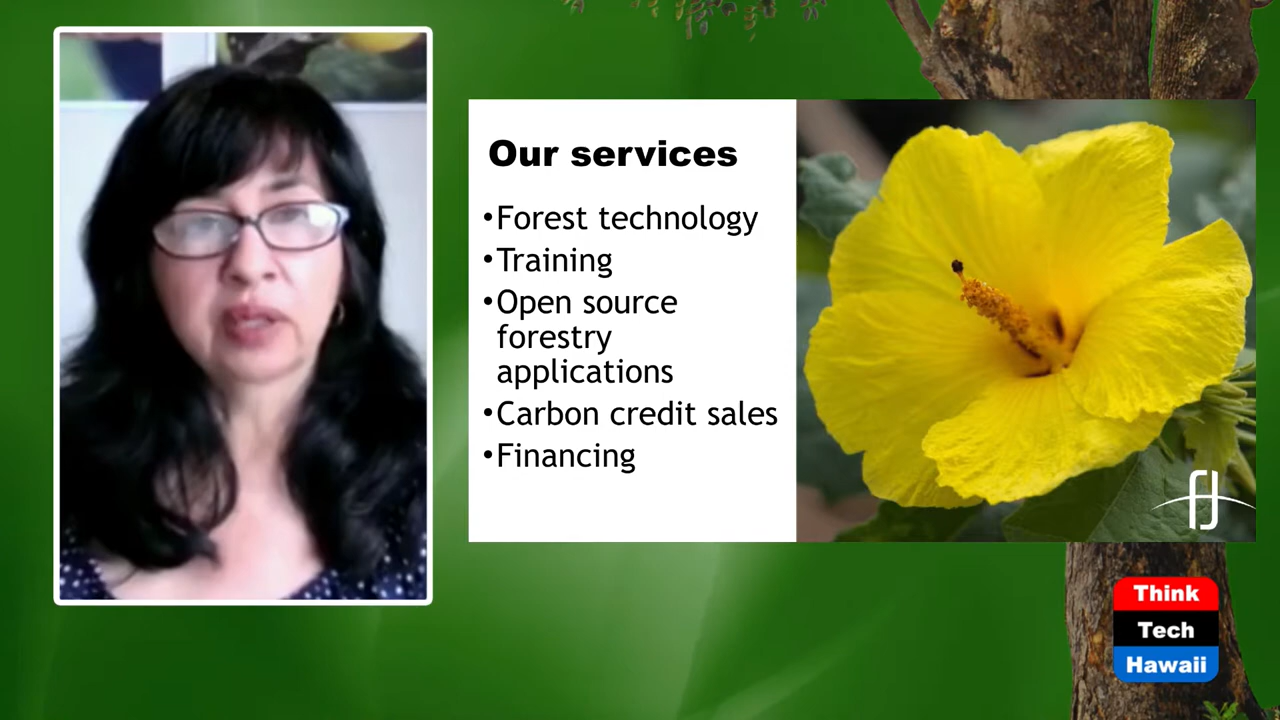 Our services
•Forest technology
•Training
•Open source
forestry
applications
•Carbon credit sales
•Financing
Think
Tech
Hawaii